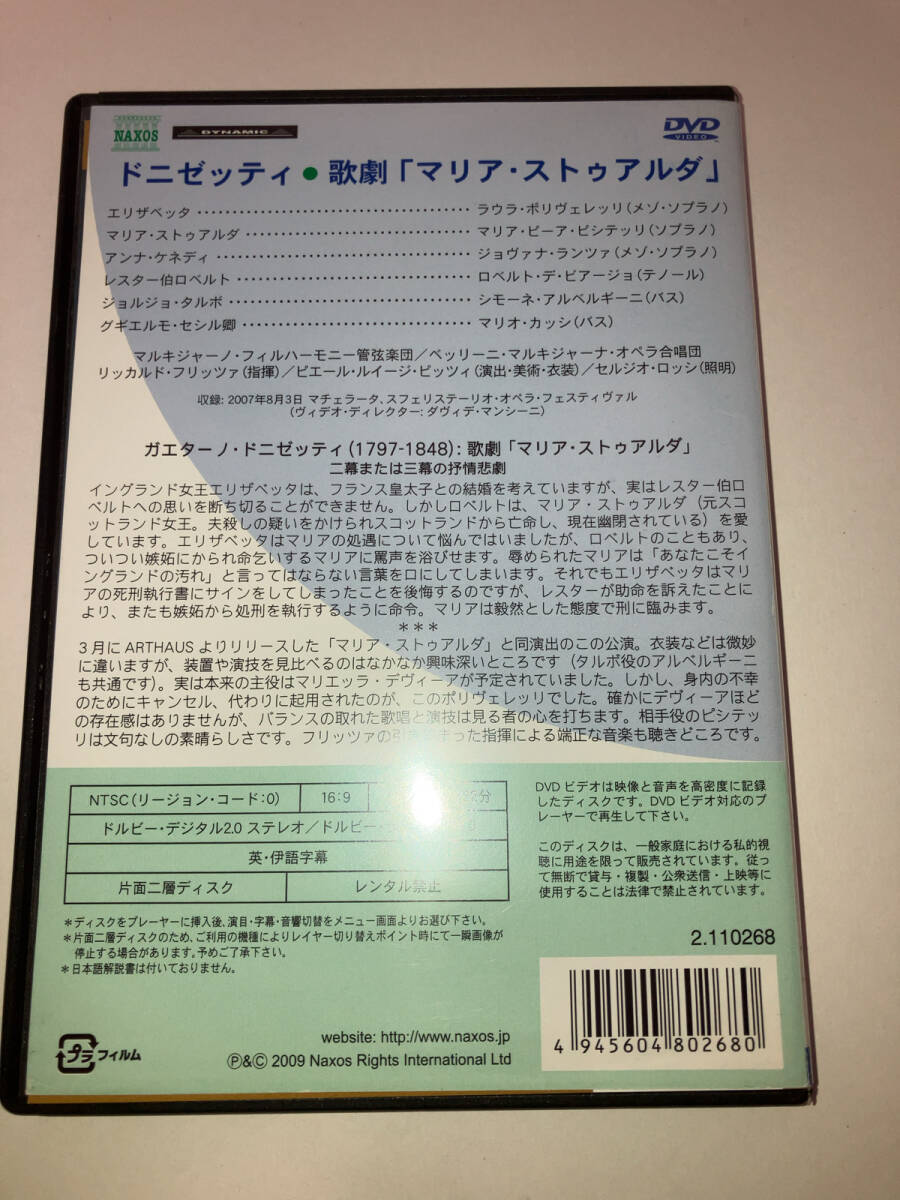 NAXOS
DYNAMIC
DVD
VIDEO
ドニゼッティ●歌劇「マリア・ストゥアルダ」
エリザベッタ・・・・・・・・・・・・・・・・・・・・・・・・・・・・・・・・・・ラウラ・ポリヴェレッリ(メゾ・ソプラノ)
マリア・ストゥアルダ・・・・・・・・・・・・・・・・・・・・・・・・・・・・マリア・ピーア・ピシテッリ(ソプラノ)
アンナ・ケネディ・・・・・・・・・・・・・・・・・・・・・・・・・・・・・・・・ジョヴァナ・ランツァ(メゾ・ソプラノ)
レスター伯ロベルト・・・・・・・・・・・・・・・・・・・・・・・・・・・・・・ロベルト・デ・ビアージョ(テノール)
ジョルジョ・タルボ・・・・・・・・・・・・・・・・・・・・・・・・・・・・・・シモーネ・アルベルギーニ(バス)
グギエルモ・セシル卿・・・・・・・・・・・・・・・・・・・・・・・・・・・・マリオ・カッシ(バス)
マルキジャーノ・フィルハーモニー管弦楽団／ベッリーニ・マルキジャーナ・オペラ合唱団
リッカルド・フリッツァ(指揮)／ピエール・ルイージ・ピッツィ(演出・美術・衣装)／セルジオ・ロッシ(照明)
収録: 2007年8月3日 マチェラータ、スフェリステーリオ・オペラ・フェスティヴァル
(ヴィデオ・ディレクター: ダヴィデ・マンシーニ)
ガエターノ・ドニゼッティ(1797-1848): 歌劇「マリア・ストゥアルダ」
二幕または三幕の抒情悲劇
イングランド女王エリザベッタは、フランス皇太子との結婚を考えていますが、実はレスター伯ロ
ベルトへの思いを断ち切ることができません。しかしロベルトは、マリア・ストゥアルダ（元スコ
ットランド女王。夫殺しの疑いをかけられスコットランドから亡命し、現在幽閉されている）を愛
しています。エリザベッタはマリアの処遇について悩んではいましたが、ロベルトのこともあり、
ついつい嫉妬にかられ命乞いするマリアに罵声を浴びせます。辱められたマリアは「あなたこそイ
ングランドの汚れ」と言ってはならない言葉を口にしてしまいます。それでもエリザベッタはマリ
アの死刑執行書にサインをしてしまったことを後悔するのですが、レスターが助命を訴えたことに
より、またも嫉妬から処刑を執行するように命令。マリアは毅然とした態度で刑に臨みます。
***
3月に ARTHAUS よりリリースした「マリア・ストゥアルダ」と同演出のこの公演。衣装などは微妙
に違いますが、装置や演技を見比べるのはなかなか興味深いところです（タルボ役のアルベルギーニ
も共通です）。実は本来の主役はマリエッラ・デヴィーアが予定されていました。しかし、身内の不幸
のためにキャンセル、代わりに起用されたのが、このポリヴェレッリでした。確かにデヴィーアほど
の存在感はありませんが、バランスの取れた歌唱と演技は見る者の心を打ちます。相手役のピシテッ
リは文句なしの素晴らしさです。フリッツァの引き った指揮による端正な音楽も聴きどころです。
NTSC(リージョン・コード:0) 16:9 分
ドルビー・デジタル2.0 ステレオ／ドルビー・
英・伊語字幕
片面二層ディスク レンタル禁止
＊ディスクをプレーヤーに挿入後、演目・字幕・音響切替をメニュー画面よりお選び下さい。
＊片面二層ディスクのため、ご利用の機種によりレイヤー切り替えポイント時にて一瞬画像が
停止する場合があります。予めご了承下さい。
＊日本語解説書は付いておりません。
DVD ビデオは映像と音声を高密度に記録
したディスクです。DVD ビデオ対応のプ
レーヤーで再生して下さい。
このディスクは、一般家庭における私的視
聴に用途を限って販売されています。従っ
て無断で貸与・複製・公衆送信・上映等に
使用することは法律で禁止されています。
2.110268
プラ フィルム
website: http://www.naxos.jp
℗&© 2009 Naxos Rights International Ltd
4 945604 802680